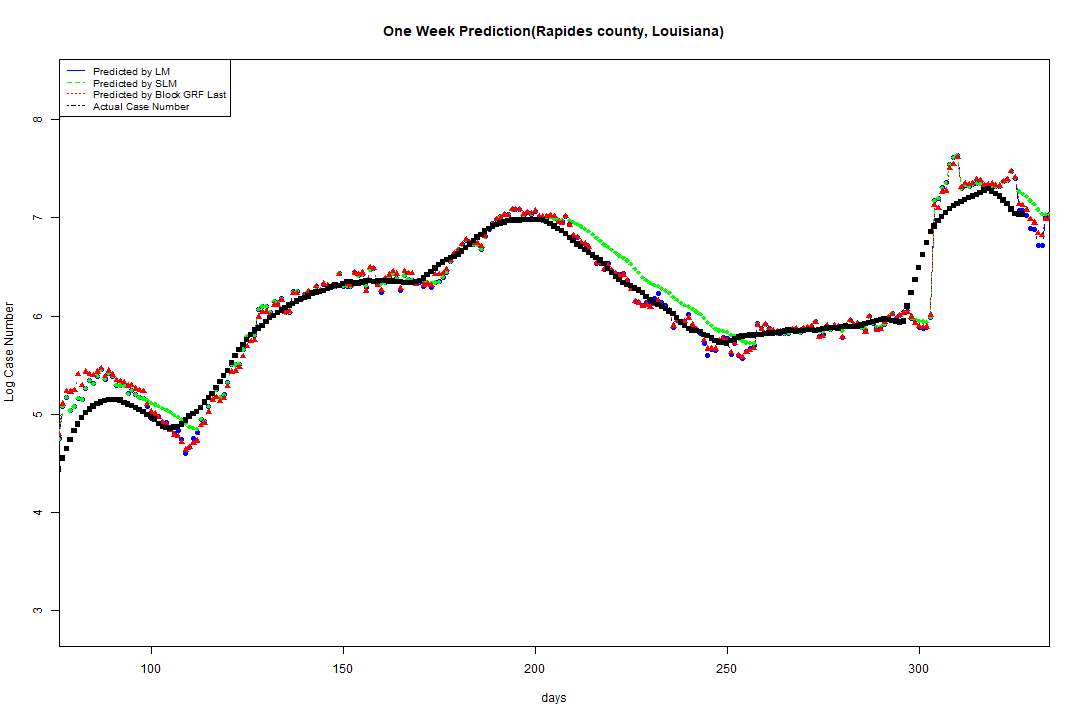 One Week Prediction(Rapides county, Louisiana)
Predicted by LM
Predicted by SLM
Predicted by Block GRF Last
Actual Case Number
8
7
6
5
4
3
Log Case Number
100 150 200 250 300
days